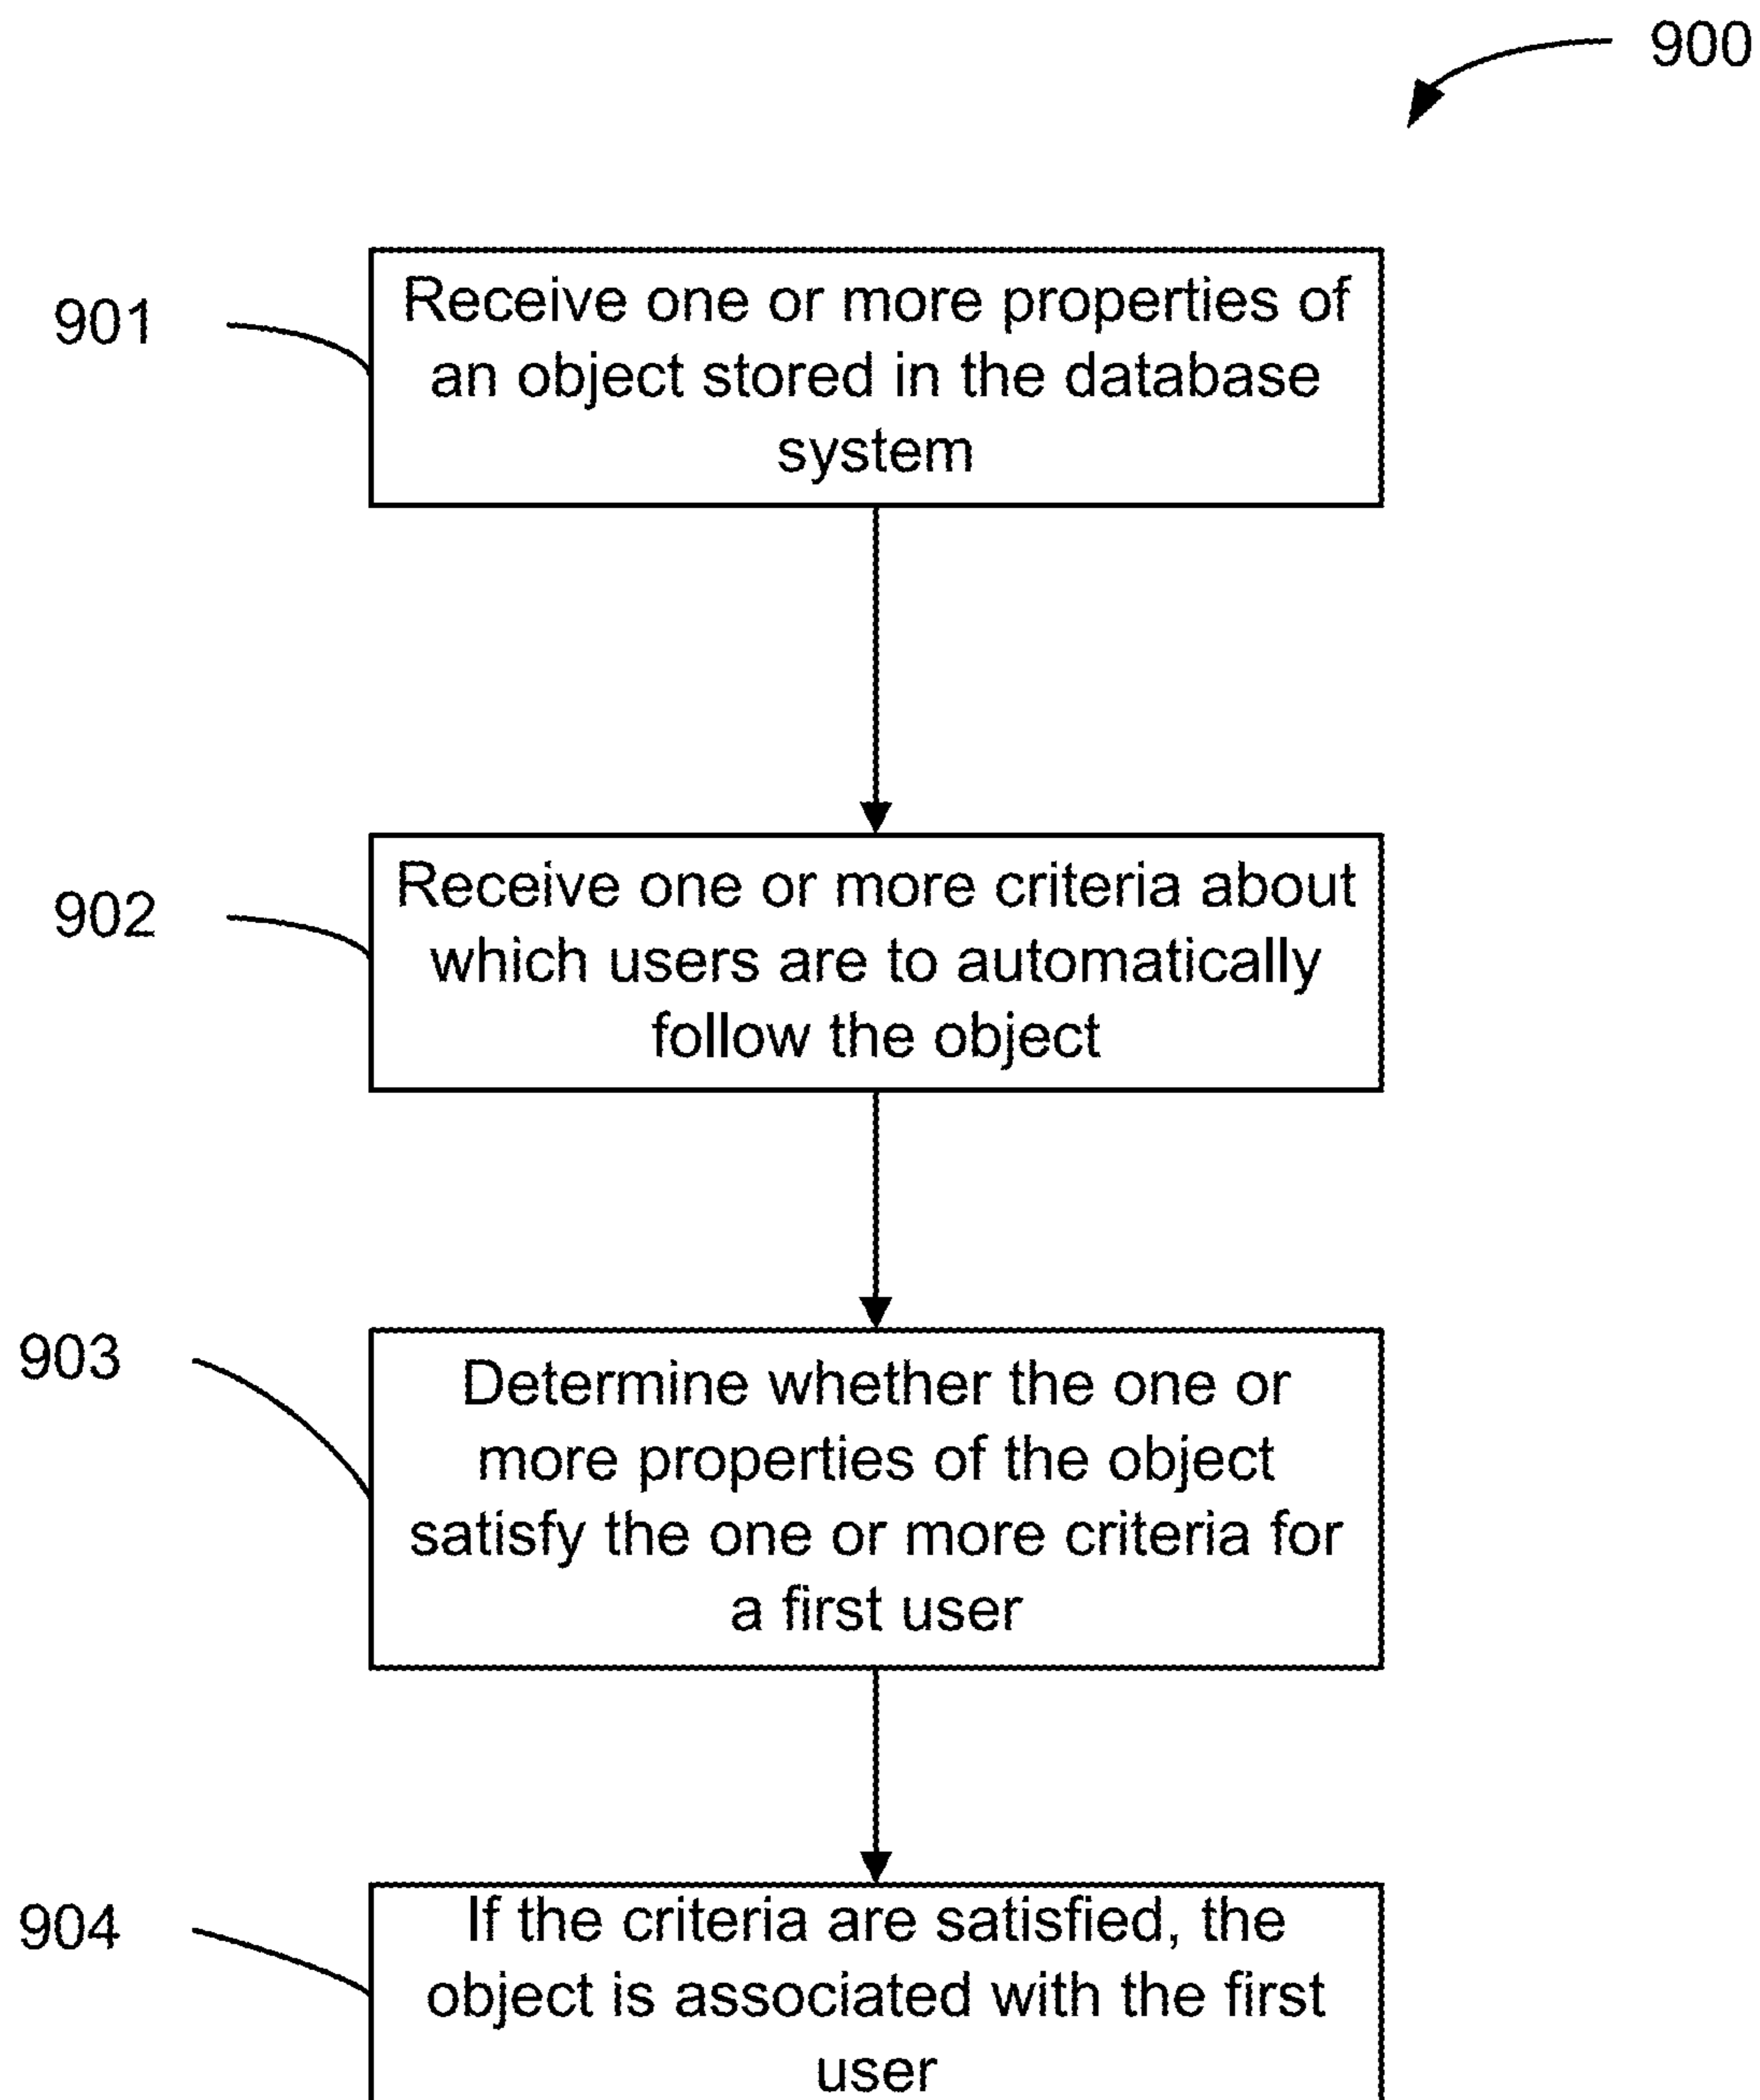 900
901
Receive one or more properties of
an object stored in the database
system
902
Receive one or more criteria about
which users are to automatically
follow the object
903
Determine whether the one or
more properties of the object
satisfy the one or more criteria for
a first user
904
If the criteria are satisfied, the
object is associated with the first
user